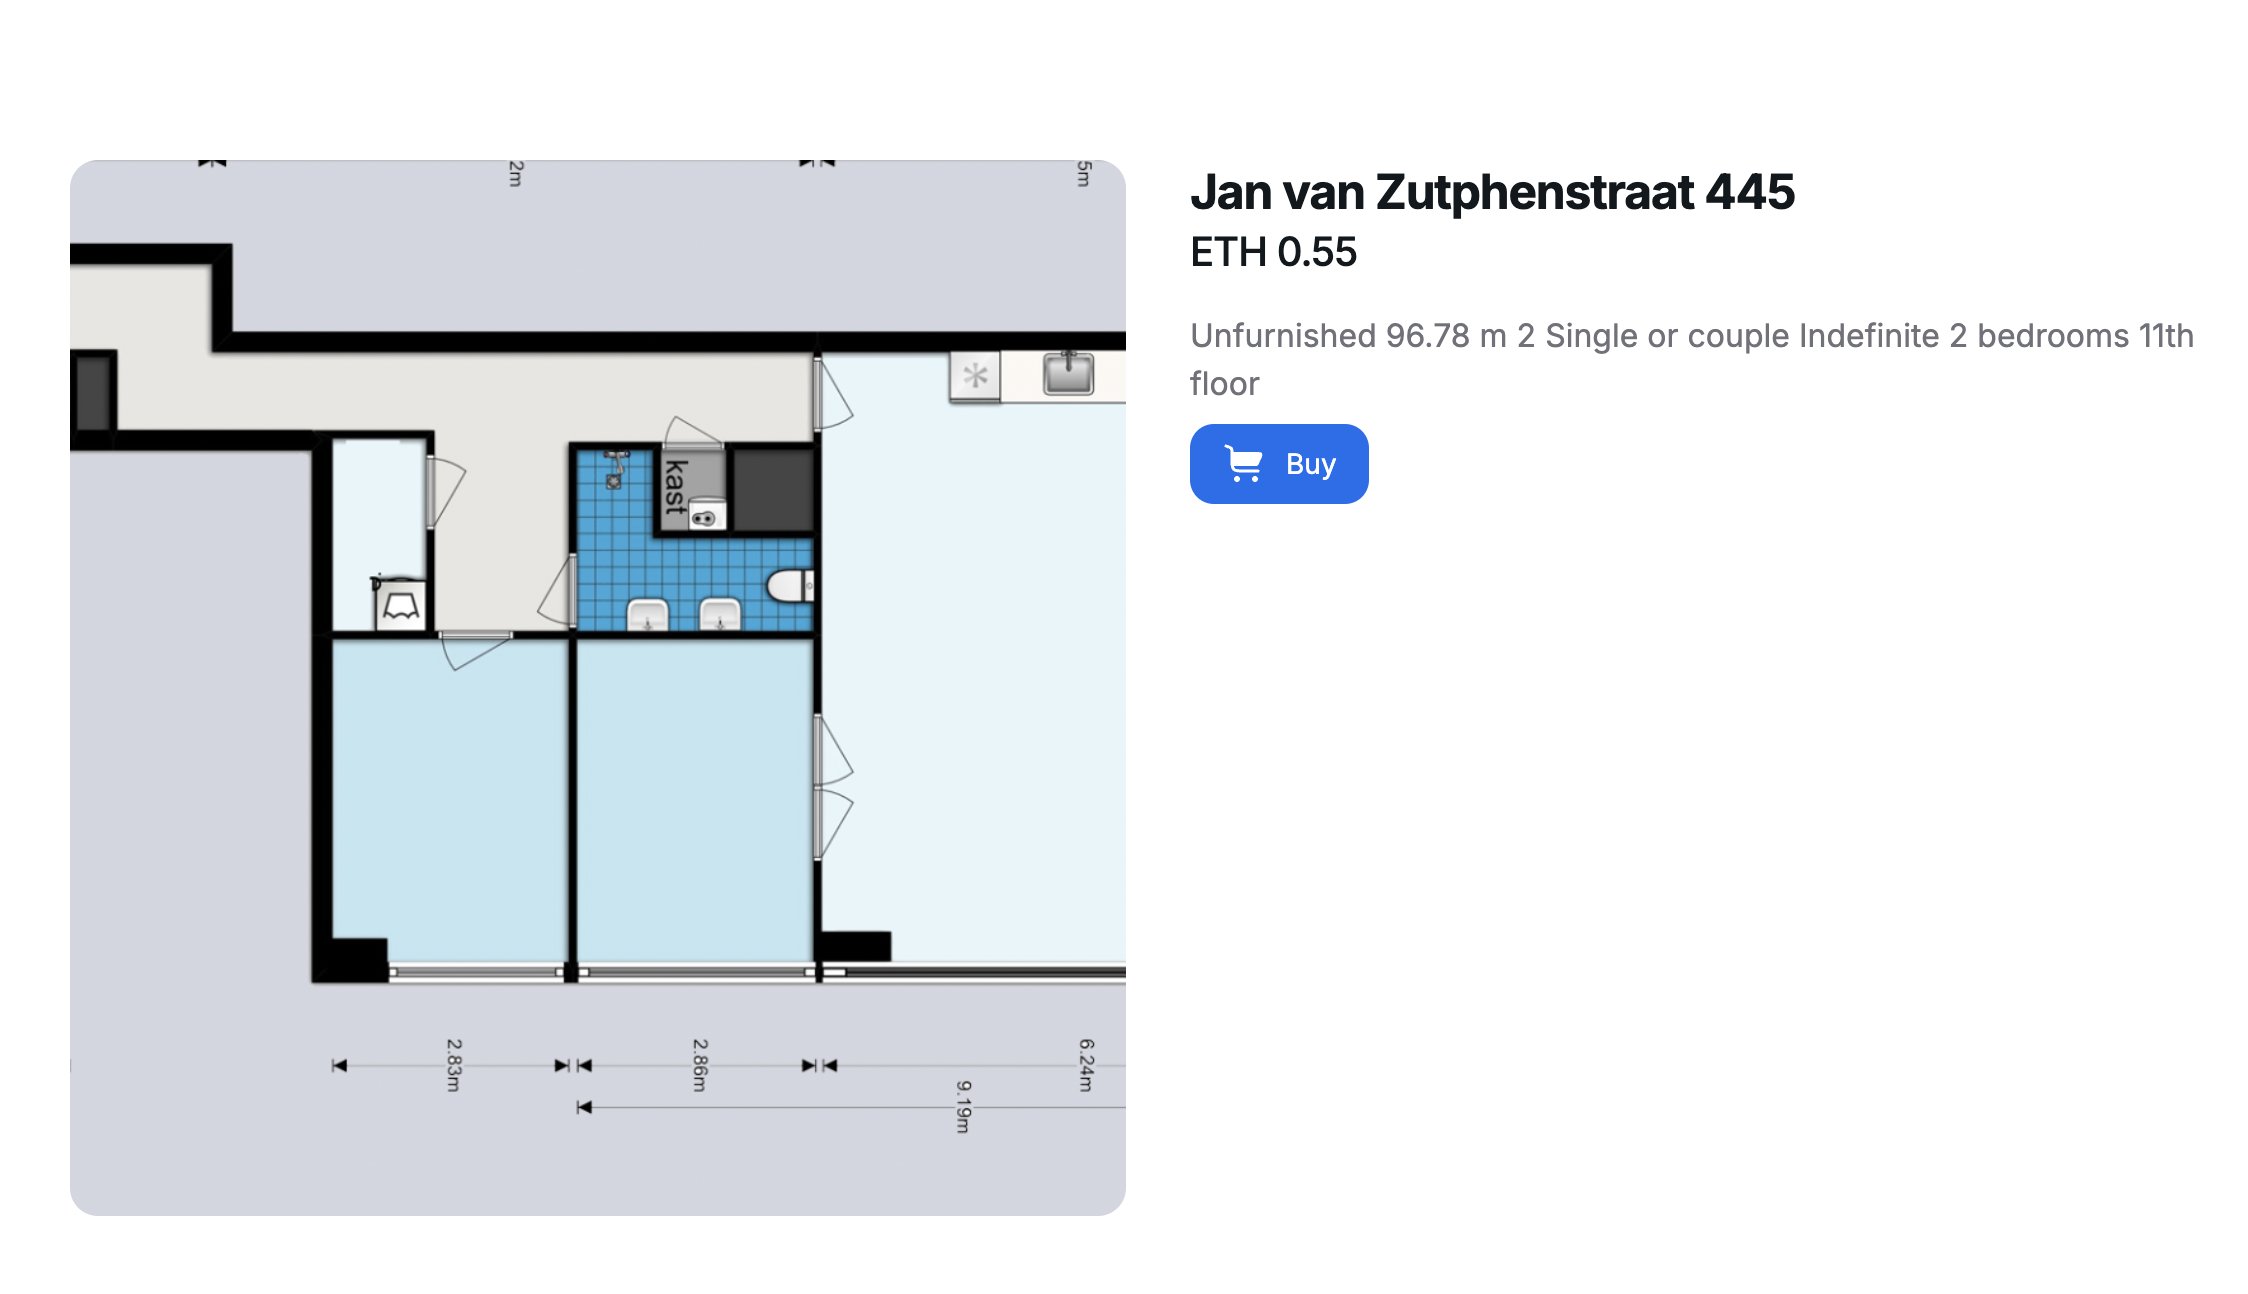 2m
5m
kast
2.83m
2.86m
6.24m
9.19m
Jan van Zutphenstraat 445
ETH 0.55
Unfurnished 96.78 m 2 Single or couple Indefinite 2 bedrooms 11th
floor
Buy